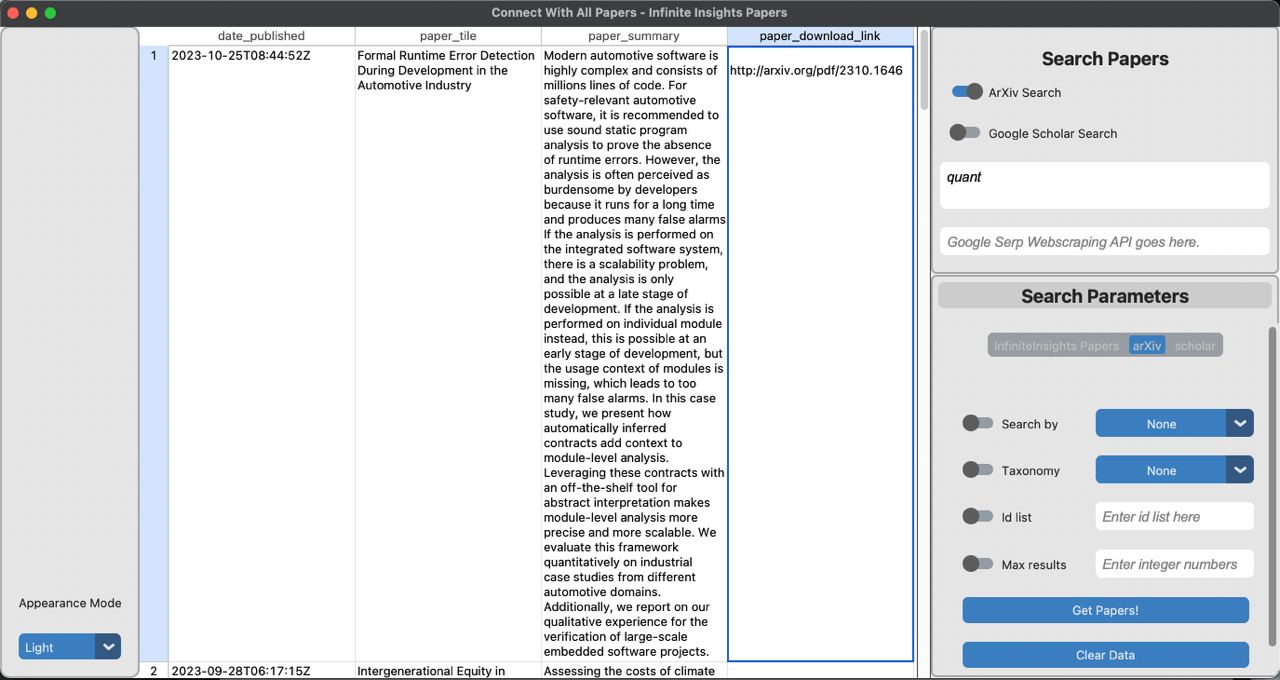 Connect With All Papers - Infinite Insights Papers
date_published
paper_tile
paper_summary
paper_download_link
1
2023-10-25T08:44:52Z
Formal Runtime Error Detection
During Development in the
Automotive Industry
Modern automotive software is
highly complex and consists of
millions lines of code. For
safety-relevant automotive
software, it is recommended to
use sound static program
analysis to prove the absence
of runtime errors. However, the
analysis is often perceived as
burdensome by developers
because it runs for a long time
and produces many false alarms
If the analysis is performed on
the integrated software system,
there is a scalability problem,
and the analysis is only
possible at a late stage of
development. If the analysis is
performed on individual module
instead, this is possible at an
early stage of development, but
the usage context of modules is
missing, which leads to too
many false alarms. In this case
study, we present how
automatically inferred
contracts add context to
module-level analysis.
Leveraging these contracts with
an off-the-shelf tool for
abstract interpretation makes
module-level analysis more
precise and more scalable. We
evaluate this framework
quantitatively on industrial
case studies from different
automotive domains.
Additionally, we report on our
qualitative experience for the
verification of large-scale
embedded software projects.
http://arxiv.org/pdf/2310.1646
2
2023-09-28T06:17:15Z
Intergenerational Equity in
Assessing the costs of climate
Appearance Mode
Light
Search Papers
ArXiv Search
Google Scholar Search
quant
Google Serp Webscraping API goes here.
Search Parameters
InfiniteInsights Papers
arXiv
scholar
Search by
None
Taxonomy
None
Id list
Enter id list here
Max results
Enter integer numbers
Get Papers!
Clear Data